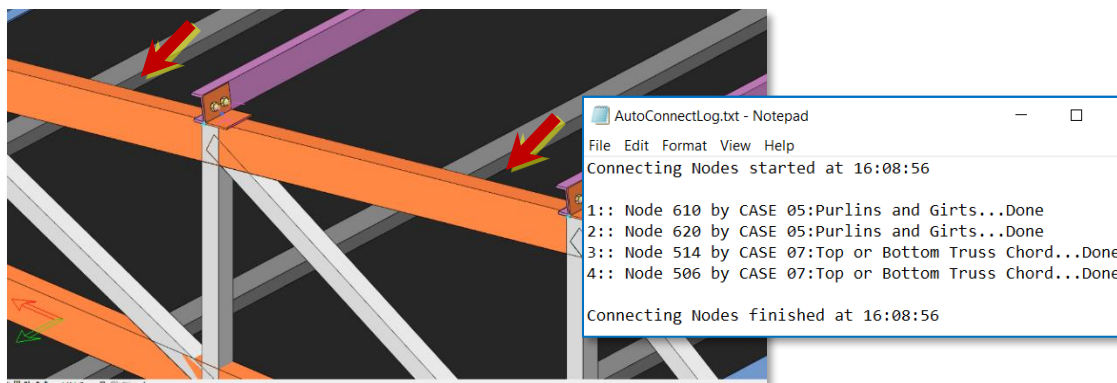 AutoConnectLog.txt - Notepad
File Edit Format View Help
Connecting Nodes started at 16:08:56
1:: Node 610 by CASE 05:Purlins and Girts...Done
2:: Node 620 by CASE 05:Purlins and Girts...Done
3:: Node 514 by CASE 07:Top or Bottom Truss Chord...Done
4:: Node 506 by CASE 07:Top or Bottom Truss Chord...Done
Connecting Nodes finished at 16:08:56